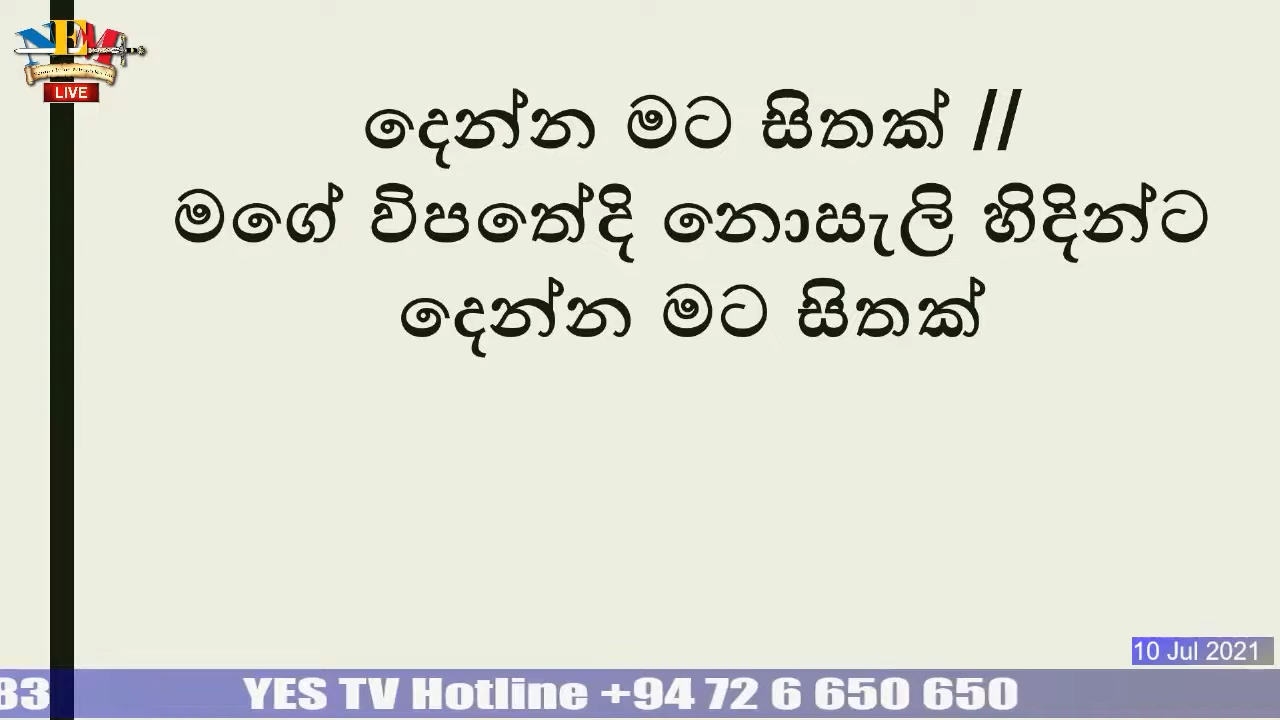 NEM
LIVE
දෙන්න මට සිතක් //
මගේ විපතේදි නොසැලි හිදින්ට
දෙන්න මට සිතක්
10 Jul 2021
83 YES TV Hotline +94 72 6 650 650